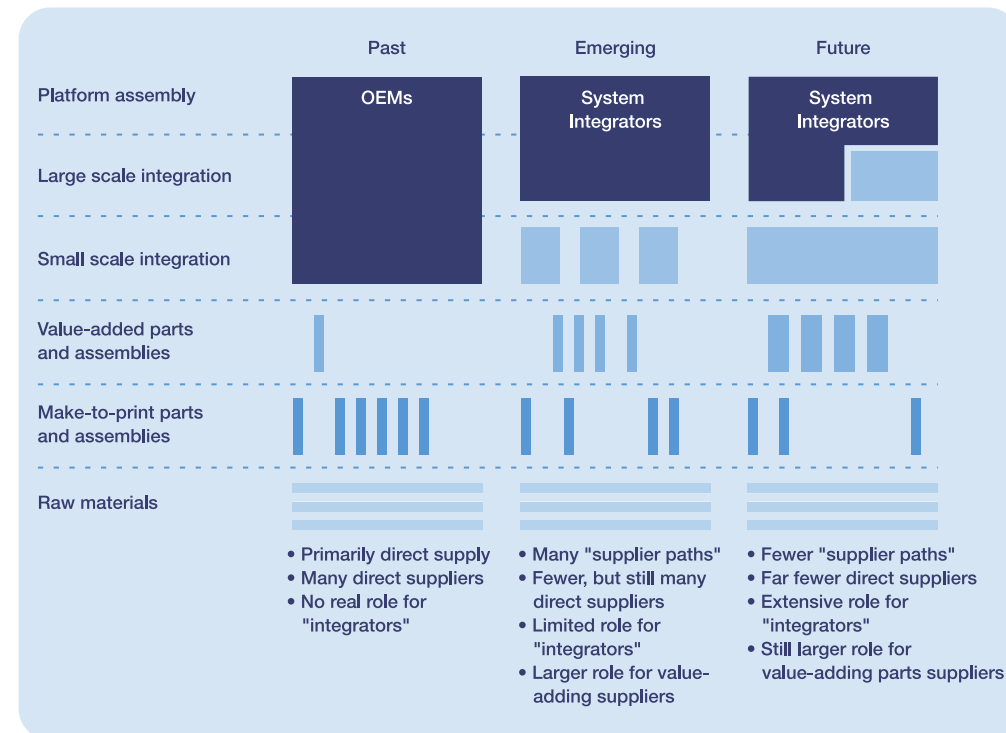 Past
Emerging
Future
Platform assembly
OEMs
System
Integrators
System
Integrators
Large scale integration
Small scale integration
Value-added parts
and assemblies
Make-to-print parts
and assemblies
Raw materials
• Primarily direct supply
• Many direct suppliers
• No real role for
"integrators"
• Many "supplier paths"
• Fewer, but still many
direct suppliers
• Limited role for
"integrators"
• Larger role for value-
adding suppliers
• Fewer "supplier paths"
• Far fewer direct suppliers
• Extensive role for
"integrators"
• Still larger role for
value-adding parts suppliers